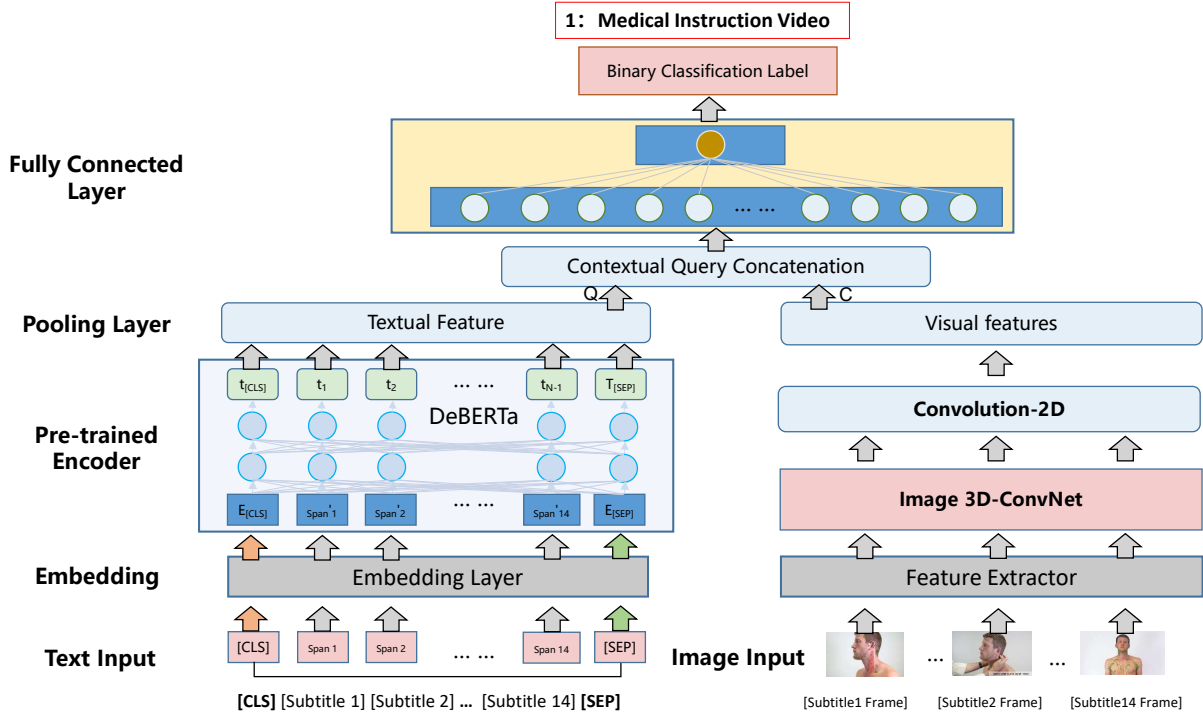 1： Medical Instruction Video
Binary Classification Label
Fully Connected
Layer
... ...
Contextual Query Concatenation
Q
C
Pooling Layer
Textual Feature
Visual features
t[CLS] t1 t2 ... ... tN-1 T[SEP]
DeBERTa
Convolution-2D
Pre-trained
Encoder
Image 3D-ConvNet
E[CLS] Span'1 Span'2 ... ... Span'14 E[SEP]
Embedding
Embedding Layer
Feature Extractor
Text Input
[CLS] Span 1 Span 2 ... ... Span 14 [SEP]
Image Input
... ...
[CLS] [Subtitle 1] [Subtitle 2] ... [Subtitle 14] [SEP]
[Subtitle1 Frame] [Subtitle2 Frame] [Subtitle14 Frame]